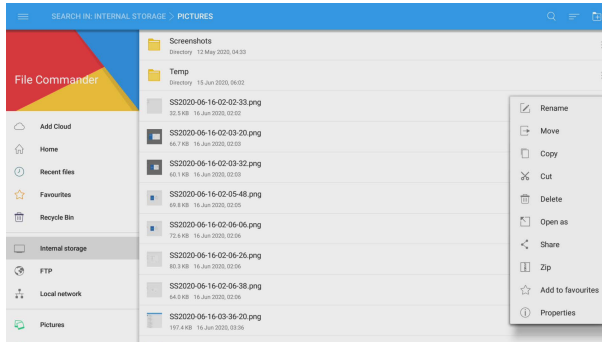 SEARCH IN: INTERNAL STORAGE > PICTURES
File Commander
Add Cloud
Home
Recent files
Favourites
Recycle Bin
Internal storage
FTP
Local network
Pictures
Screenshots
Directory 12 May 2020, 04:33
Temp
Directory 15 Jun 2020, 06:02
SS2020-06-16-02-02-33.png
32.5 KB 16 Jun 2020, 02:02
SS2020-06-16-02-03-20.png
66.7 KB 16 Jun 2020, 02:03
SS2020-06-16-02-03-32.png
60.1 KB 16 Jun 2020, 02:03
SS2020-06-16-02-05-48.png
69.8 KB 16 Jun 2020, 02:05
SS2020-06-16-02-06-06.png
72.6 KB 16 Jun 2020, 02:06
SS2020-06-16-02-06-26.png
80.3 KB 16 Jun 2020, 02:06
SS2020-06-16-02-06-38.png
64.0 KB 16 Jun 2020, 02:06
SS2020-06-16-03-36-20.png
197.4 KB 16 Jun 2020, 03:36
Rename
Move
Copy
Cut
Delete
Open as
Share
Zip
Add to favourites
Properties